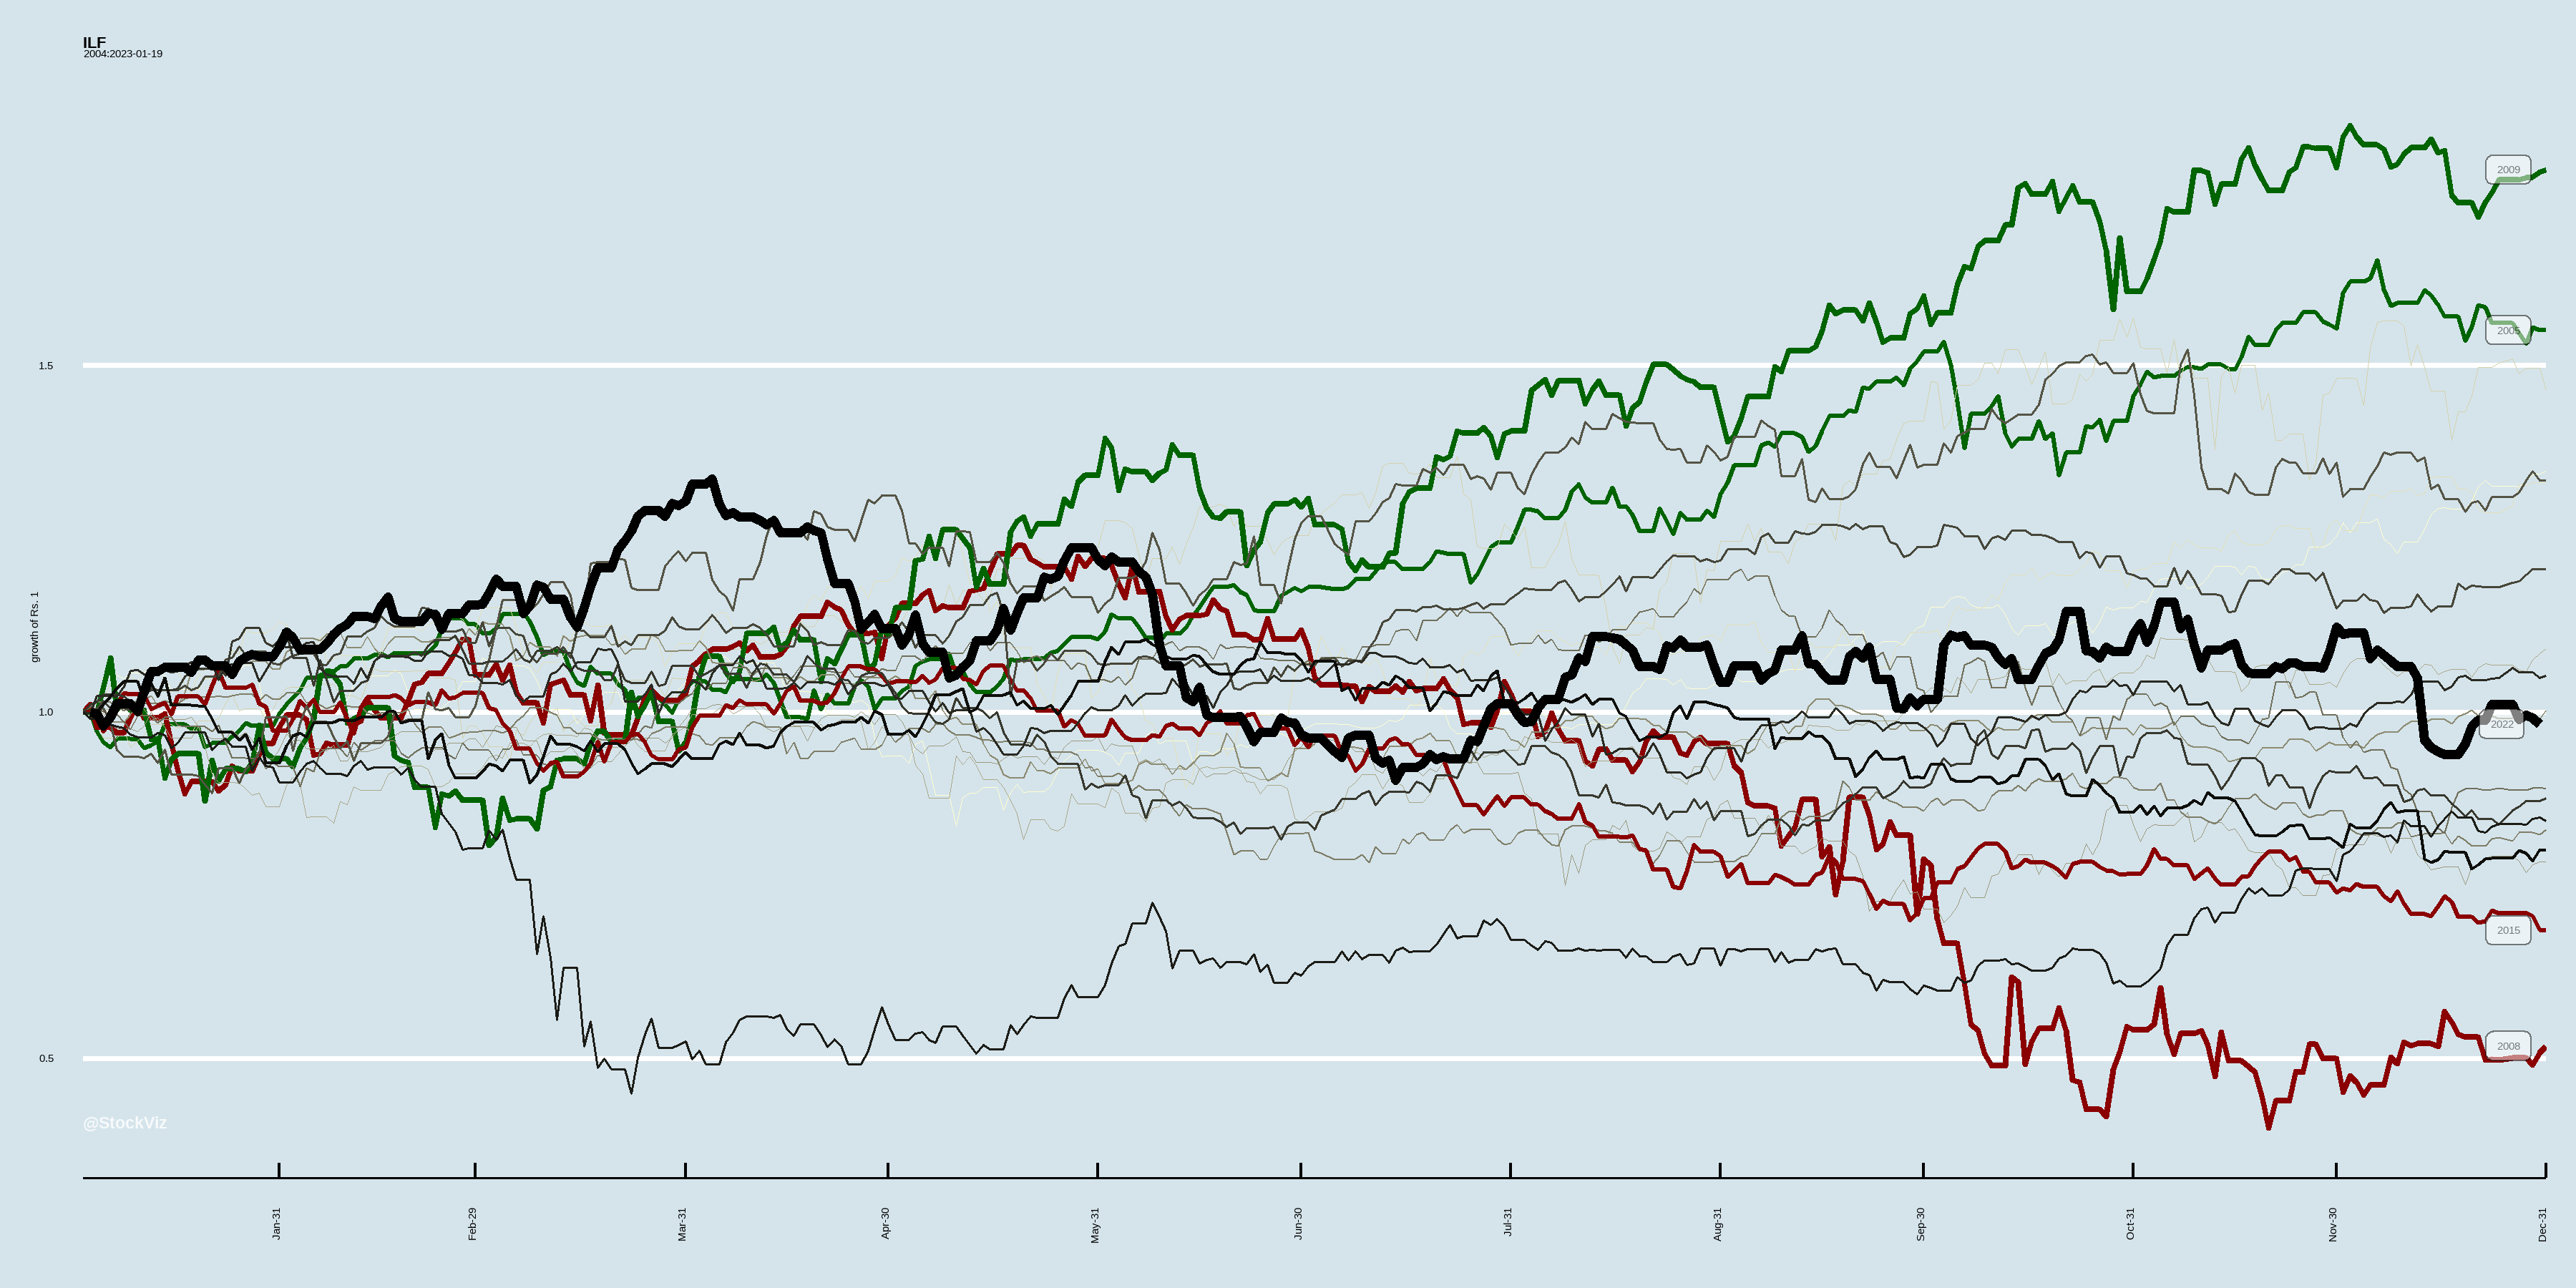 ILF
2004:2023-01-19
2009
2005
1.5
growth of Rs. 1
1.0
2022
2015
2008
0.5
@StockViz
Jan-31
Feb-29
Mar-31
Apr-30
May-31
Jun-30
Jul-31
Aug-31
Sep-30
Oct-31
Nov-30
Dec-31